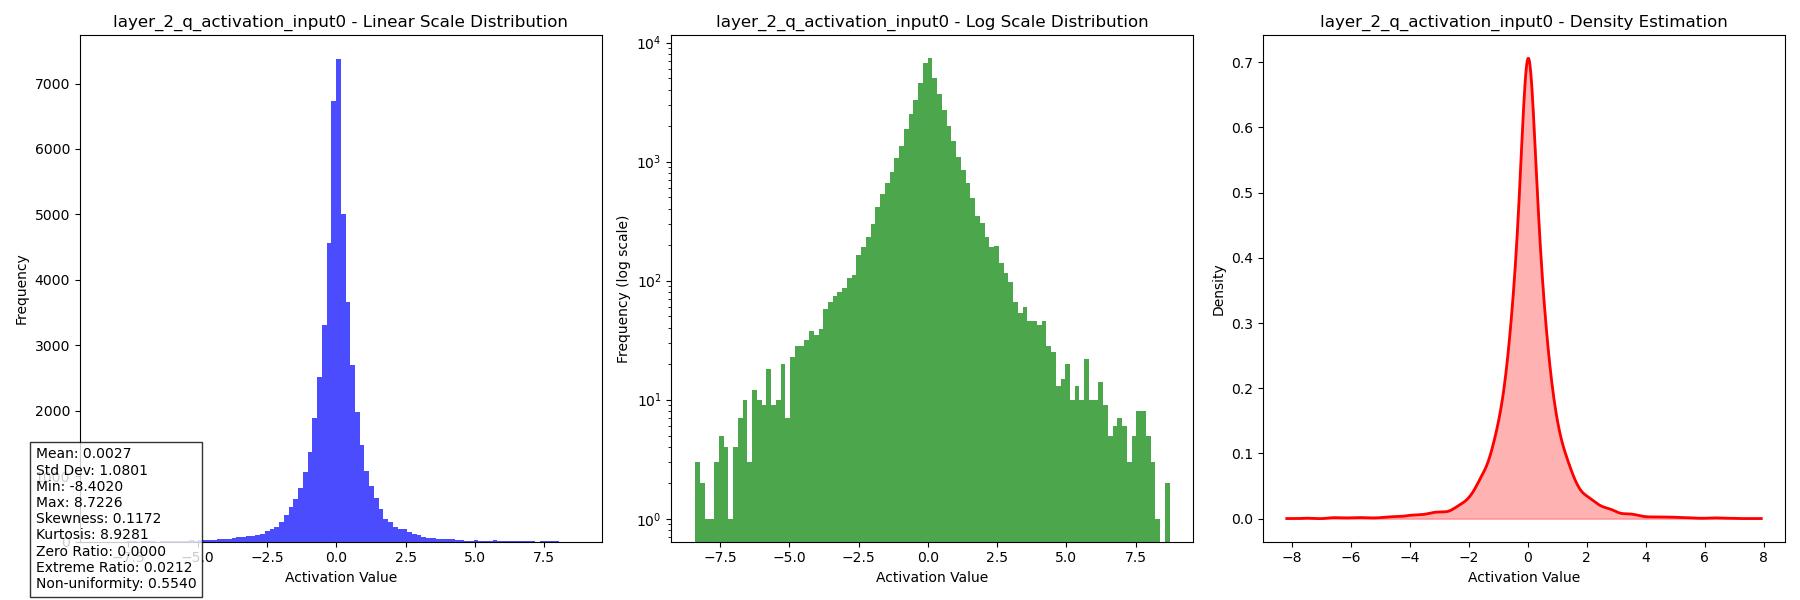 layer_2_q_activation_input0 - Linear Scale Distribution
Frequency
7000
6000
5000
4000
3000
2000
1000
0
−5.0
−2.5
0.0
2.5
5.0
7.5
Activation Value
Mean: 0.0027
Std Dev: 1.0801
Min: -8.4020
Max: 8.7226
Skewness: 0.1172
Kurtosis: 8.9281
Zero Ratio: 0.0000
Extreme Ratio: 0.0212
Non-uniformity: 0.5540
layer_2_q_activation_input0 - Log Scale Distribution
Frequency (log scale)
10⁴
10³
10²
10¹
10⁰
−7.5
−5.0
−2.5
0.0
2.5
5.0
7.5
Activation Value
layer_2_q_activation_input0 - Density Estimation
Density
0.7
0.6
0.5
0.4
0.3
0.2
0.1
0.0
−8
−6
−4
−2
0
2
4
6
8
Activation Value